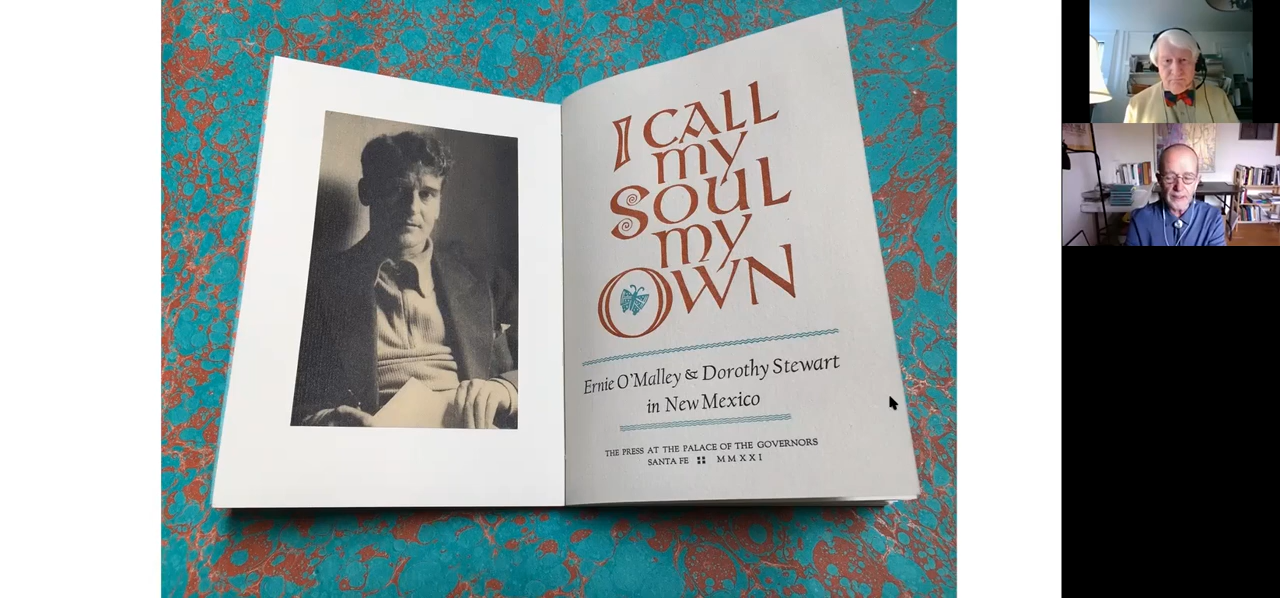 I CALL
my
SOUL
my
OWN
Ernie O'Malley & Dorothy Stewart
in New Mexico
THE PRESS AT THE PALACE OF THE GOVERNORS
SANTA FE MMXXI